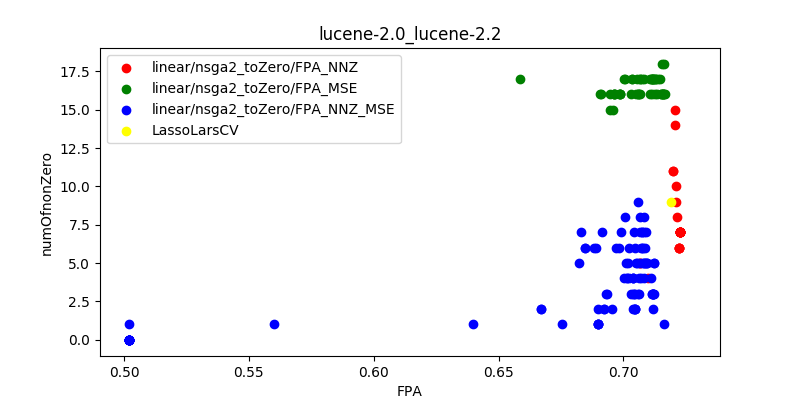 lucene-2.0_lucene-2.2
linear/nsga2_toZero/FPA_NNZ
linear/nsga2_toZero/FPA_MSE
linear/nsga2_toZero/FPA_NNZ_MSE
LassoLarsCV
numOfnonZero
17.5
15.0
12.5
10.0
7.5
5.0
2.5
0.0
0.50
0.55
0.60
0.65
0.70
FPA